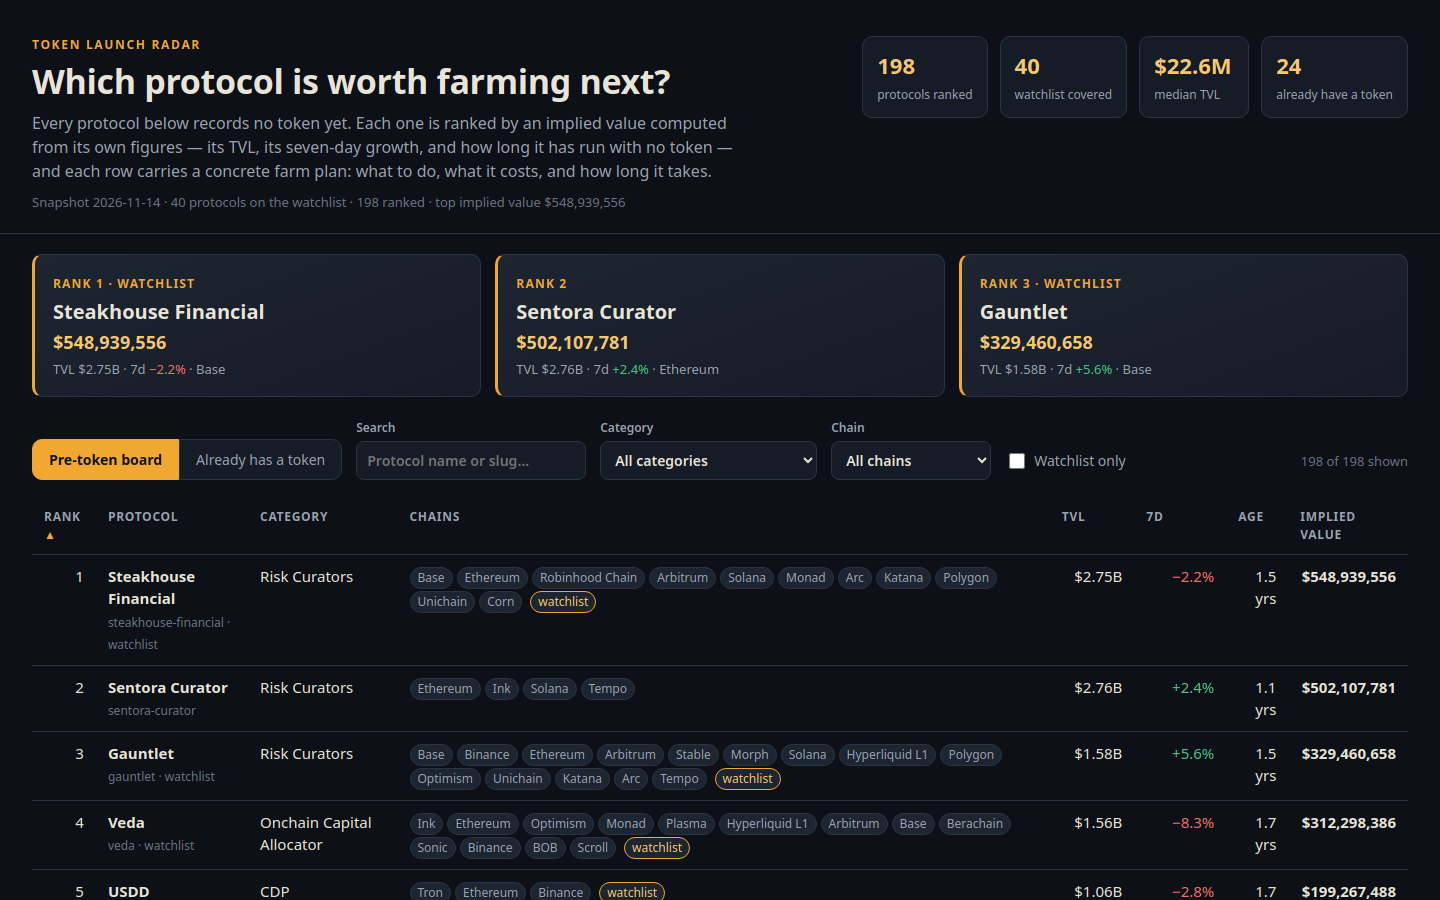 TOKEN LAUNCH RADAR
Which protocol is worth farming next?
Every protocol below records no token yet. Each one is ranked by an implied value computed
from its own figures — its TVL, its seven-day growth, and how long it has run with no token —
and each row carries a concrete farm plan: what to do, what it costs, and how long it takes.
Snapshot 2026-11-14 · 40 protocols on the watchlist · 198 ranked · top implied value $548,939,556
198
protocols ranked
40
watchlist covered
$22.6M
median TVL
24
already have a token
RANK 1 · WATCHLIST
Steakhouse Financial
$548,939,556
TVL $2.75B · 7d −2.2% · Base
RANK 2
Sentora Curator
$502,107,781
TVL $2.76B · 7d +2.4% · Ethereum
RANK 3 · WATCHLIST
Gauntlet
$329,460,658
TVL $1.58B · 7d +5.6% · Base
Pre-token board
Already has a token
Search
Protocol name or slug...
Category
All categories
Chain
All chains
Watchlist only
198 of 198 shown
RANK ▲ PROTOCOL CATEGORY CHAINS TVL 7D AGE IMPLIED VALUE
1 Steakhouse Financial Risk Curators Base Ethereum Robinhood Chain Arbitrum Solana Monad Arc Katana Polygon $2.75B −2.2% 1.5 yrs $548,939,556
steakhouse-financial · watchlist Unichain Corn watchlist
2 Sentora Curator Risk Curators Ethereum Ink Solana Tempo $2.76B +2.4% 1.1 yrs $502,107,781
sentora-curator
3 Gauntlet Risk Curators Base Binance Ethereum Arbitrum Stable Morph Solana Hyperliquid L1 Polygon $1.58B +5.6% 1.5 yrs $329,460,658
gauntlet · watchlist Optimism Unichain Katana Arc Tempo watchlist
4 Veda Onchain Capital Allocator Ink Ethereum Optimism Monad Plasma Hyperliquid L1 Arbitrum Base Berachain $1.56B −8.3% 1.7 yrs $312,298,386
veda · watchlist Sonic Binance BOB Scroll watchlist
5 USDD CDP Tron Ethereum Binance watchlist $1.06B −2.8% 1.7 $199,267,488